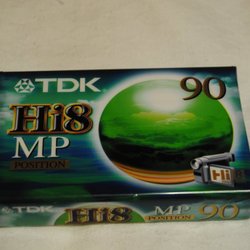 TDK 90
Hi8
MP
POSITION
Hi8
TDK Hi8 MP 90
POSITION